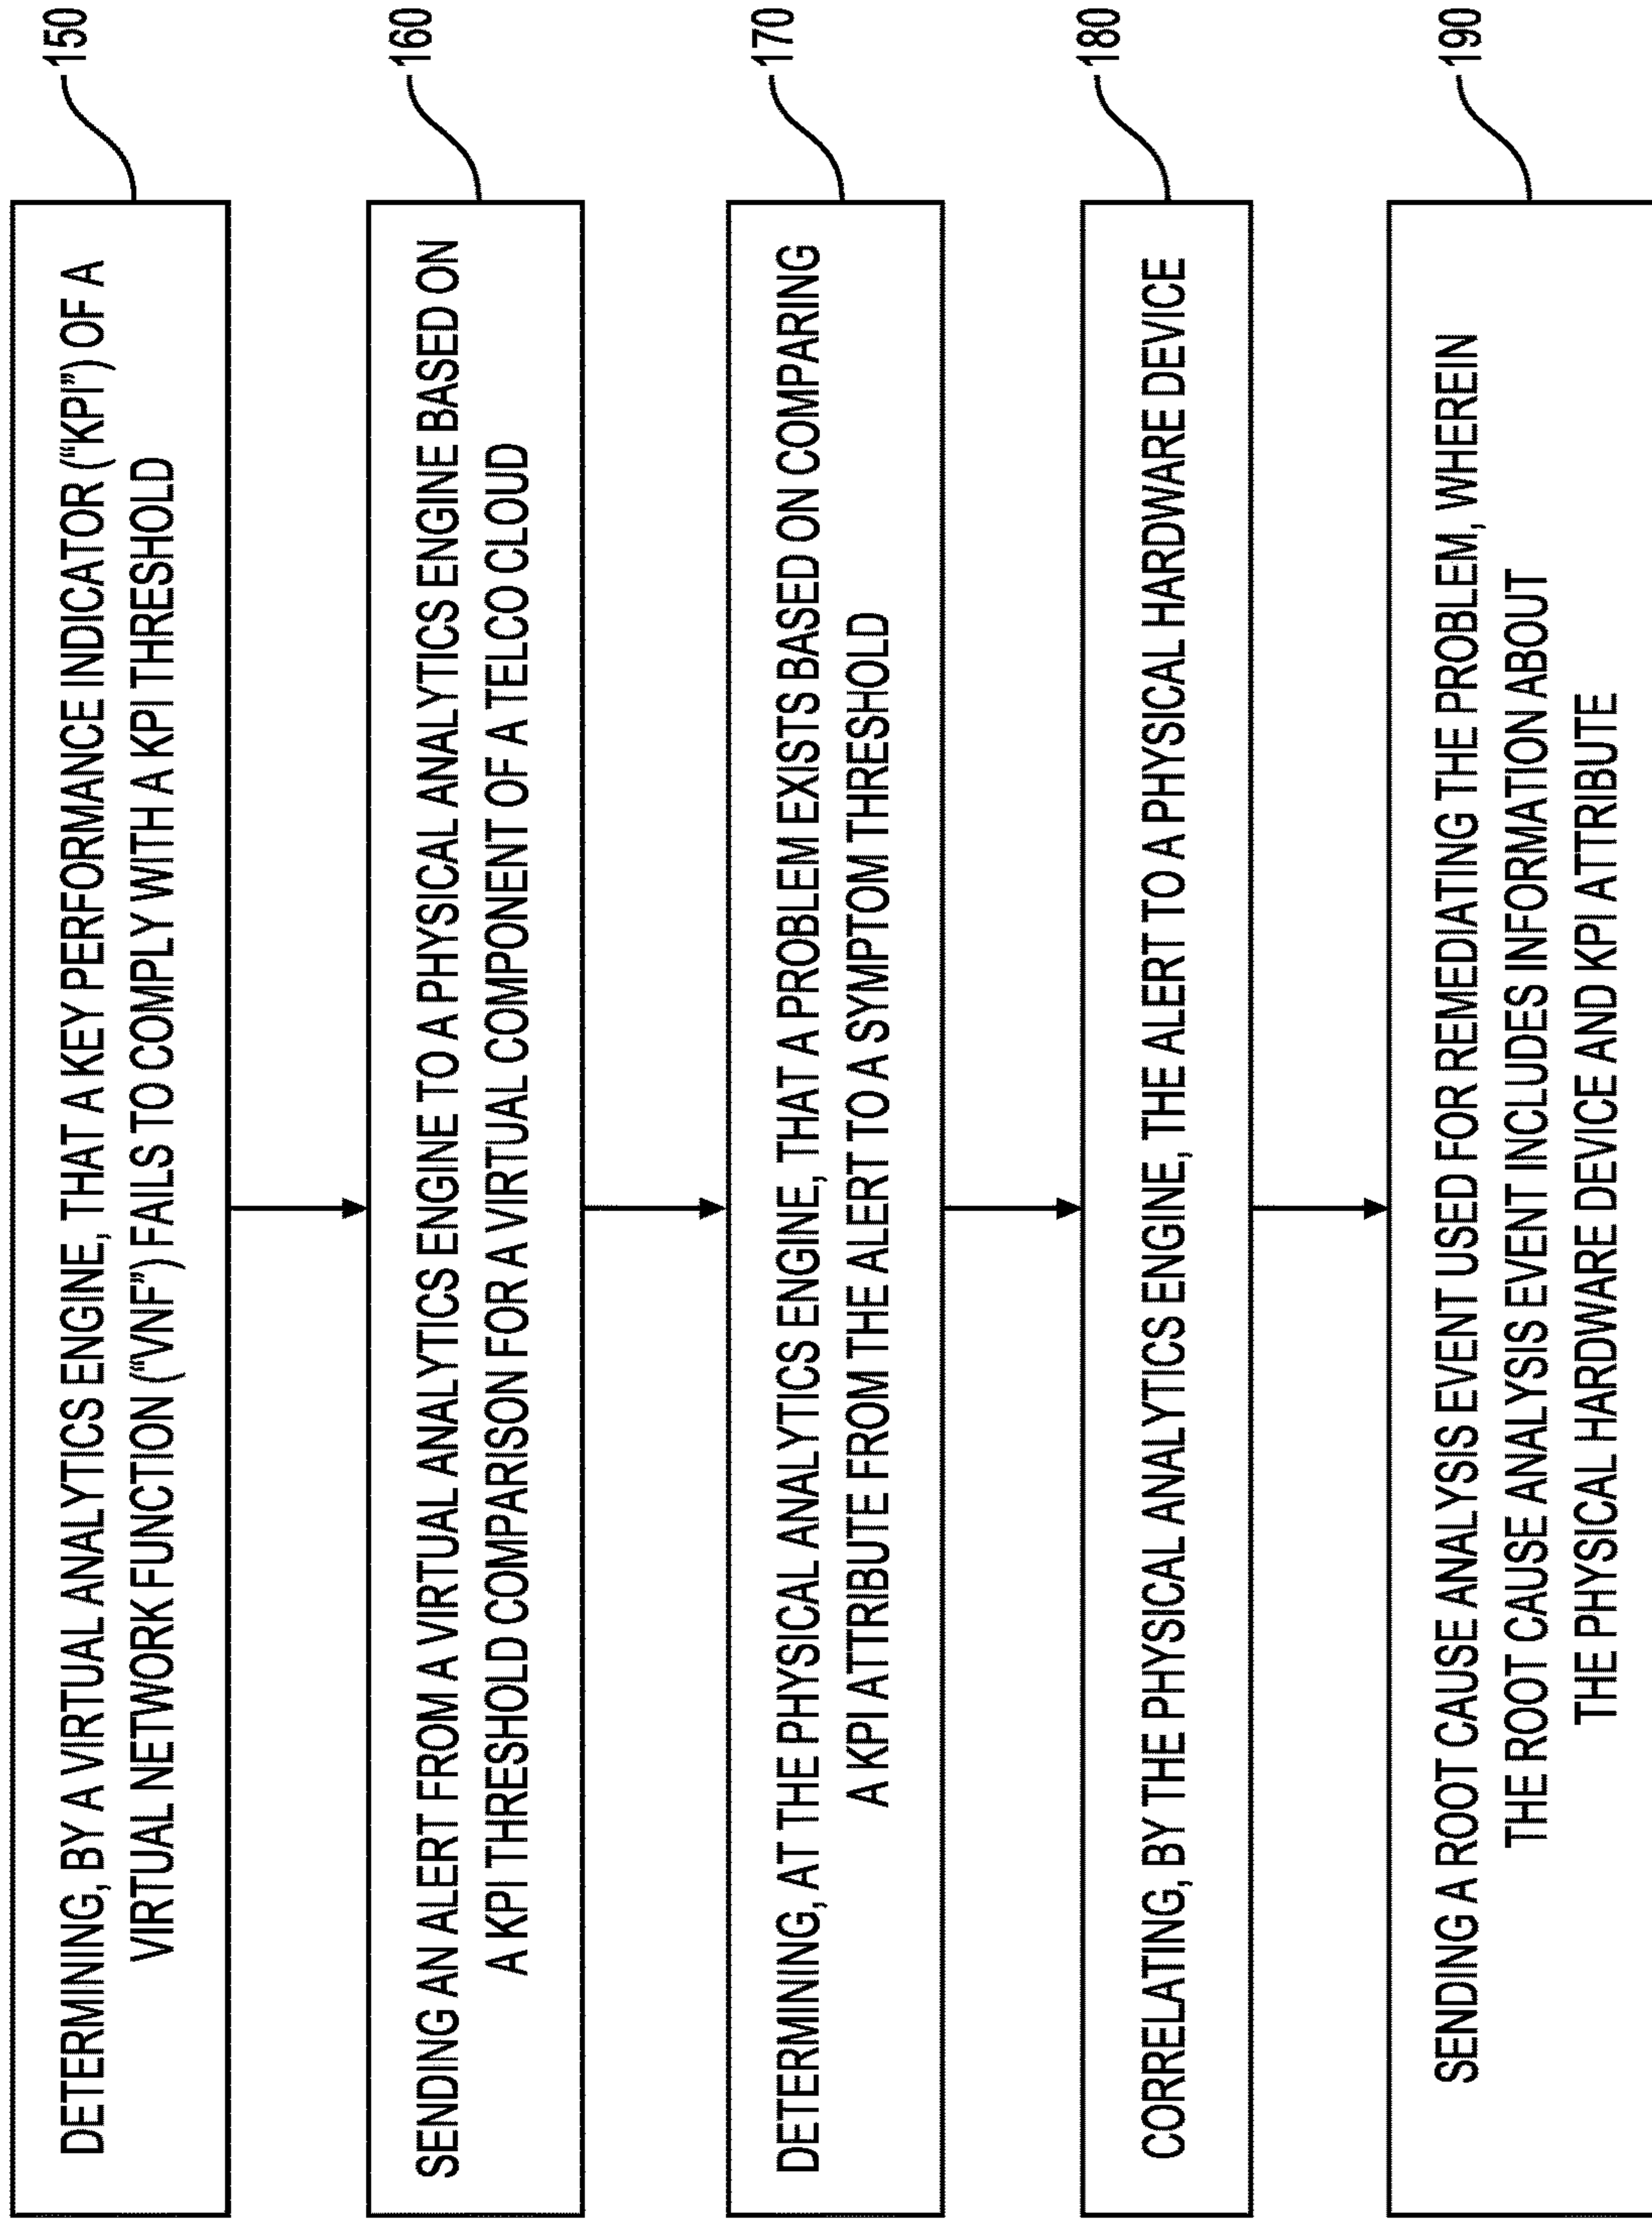 DETERMINING, BY A VIRTUAL ANALYTICS ENGINE, THAT A KEY PERFORMANCE INDICATOR (“KPI”) OF A
VIRTUAL NETWORK FUNCTION (“VNF”) FAILS TO COMPLY WITH A KPI THRESHOLD
150
SENDING AN ALERT FROM A VIRTUAL ANALYTICS ENGINE TO A PHYSICAL ANALYTICS ENGINE BASED ON
A KPI THRESHOLD COMPARISON FOR A VIRTUAL COMPONENT OF A TELCO CLOUD
160
DETERMINING, AT THE PHYSICAL ANALYTICS ENGINE, THAT A PROBLEM EXISTS BASED ON COMPARING
A KPI ATTRIBUTE FROM THE ALERT TO A SYMPTOM THRESHOLD
170
CORRELATING, BY THE PHYSICAL ANALYTICS ENGINE, THE ALERT TO A PHYSICAL HARDWARE DEVICE
180
SENDING A ROOT CAUSE ANALYSIS EVENT USED FOR REMEDIATING THE PROBLEM, WHEREIN
THE ROOT CAUSE ANALYSIS EVENT INCLUDES INFORMATION ABOUT
THE PHYSICAL HARDWARE DEVICE AND KPI ATTRIBUTE
190